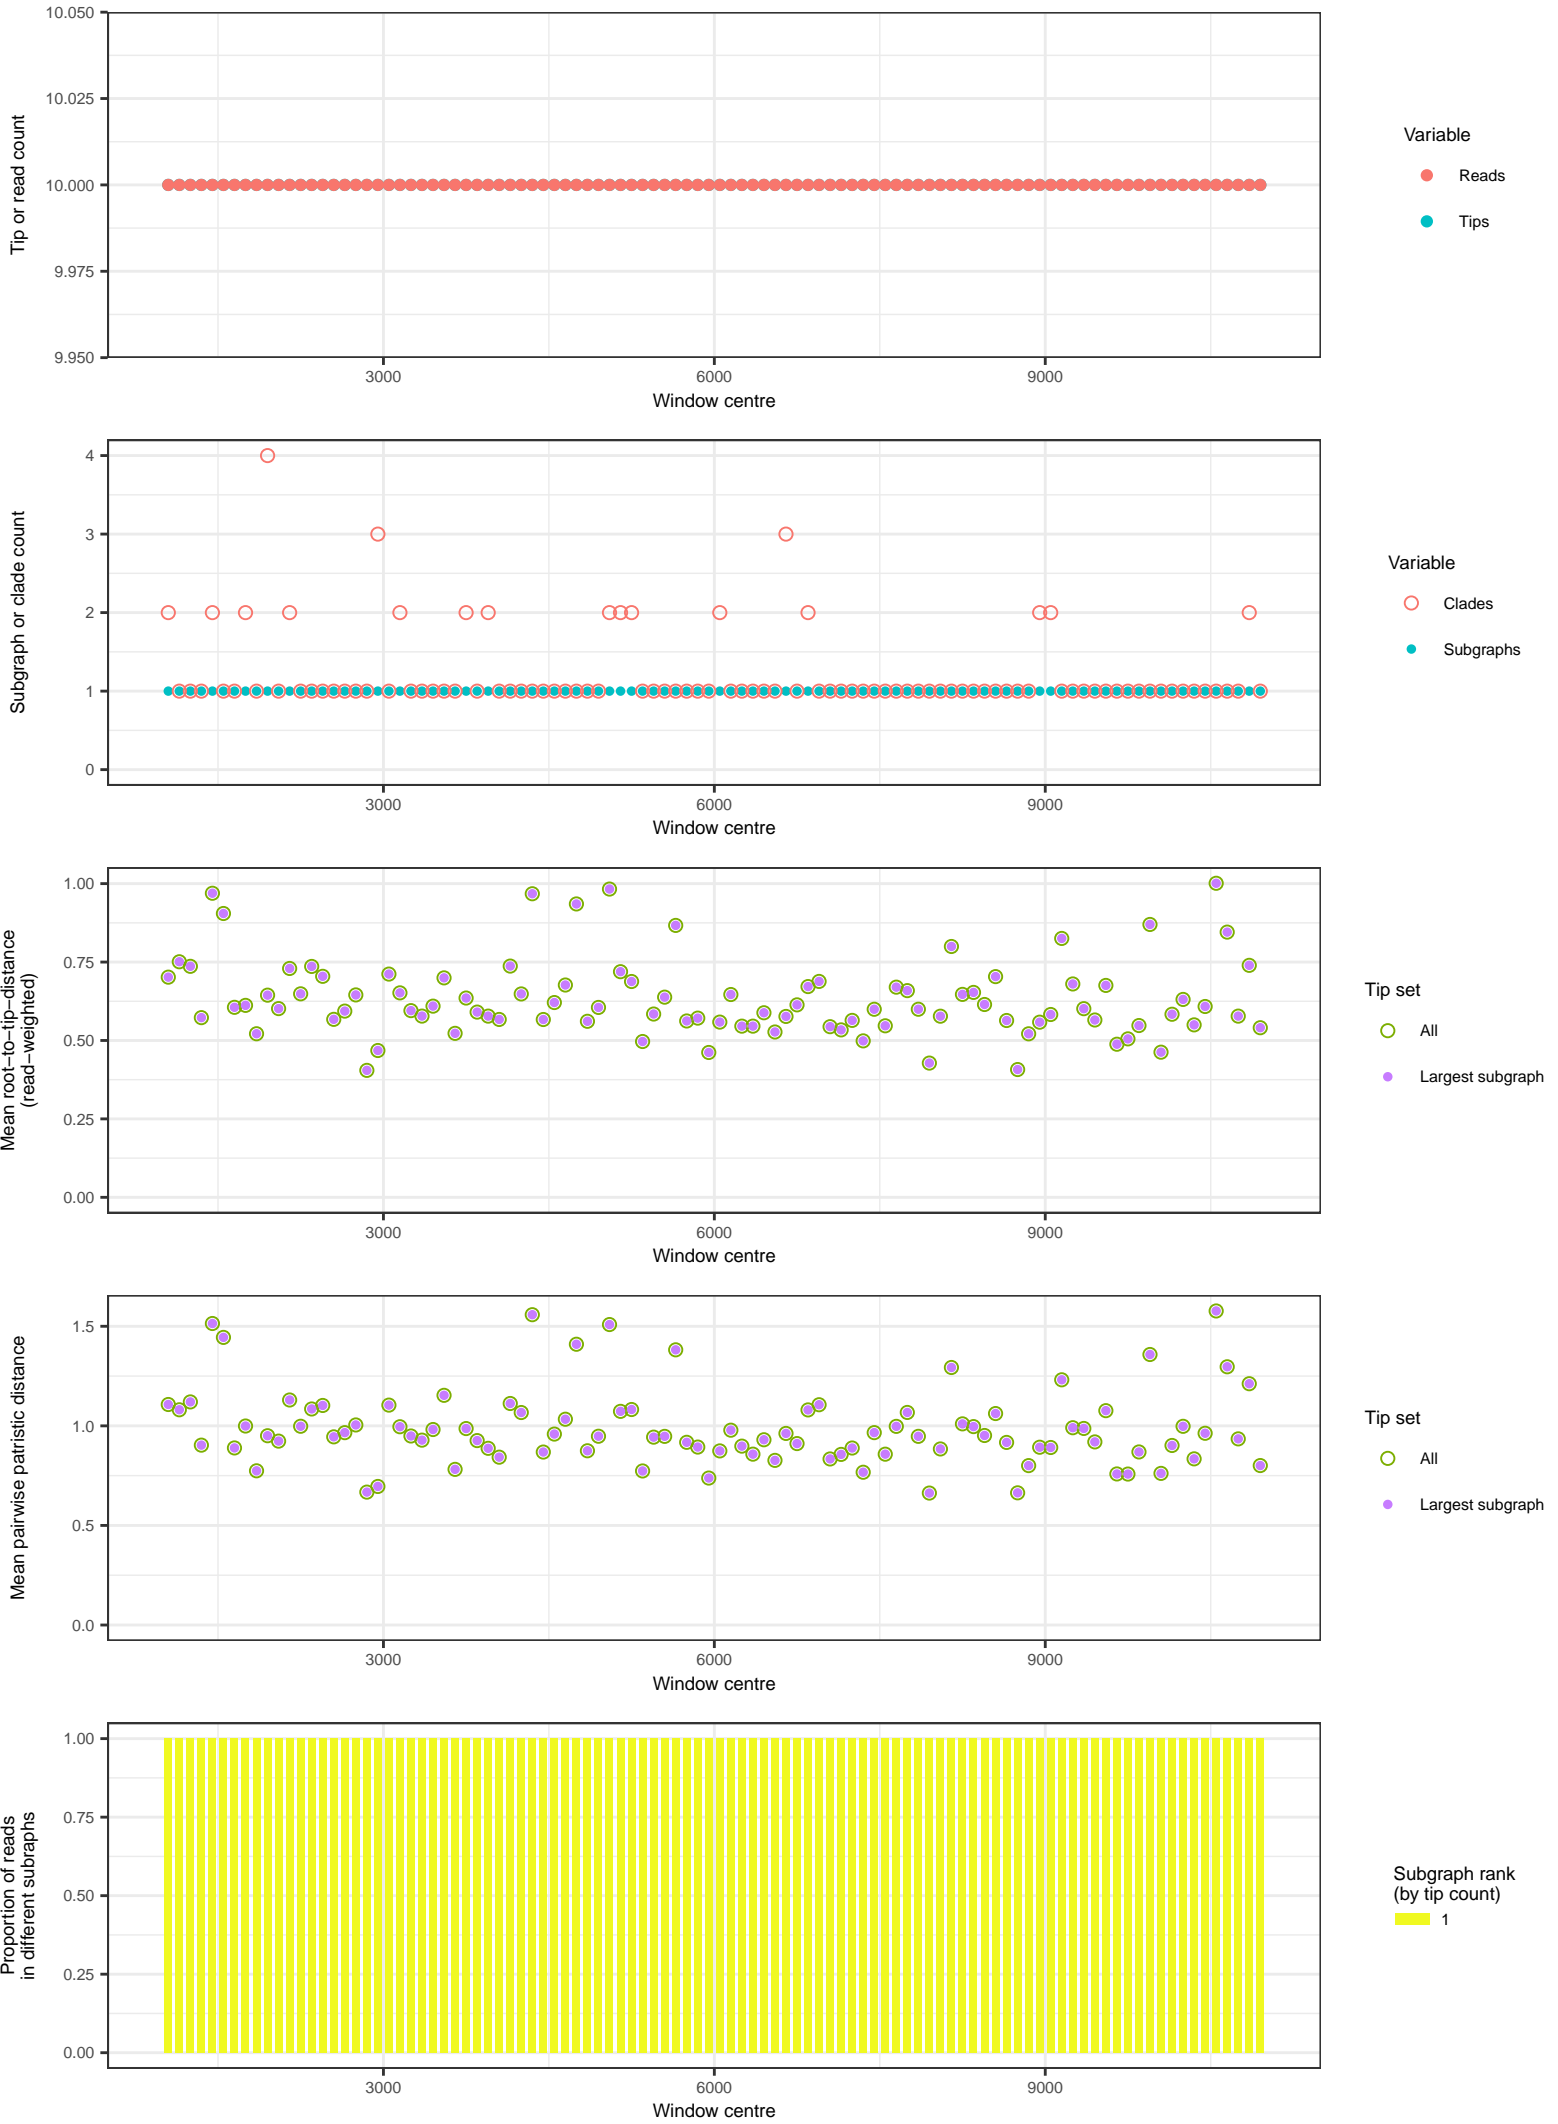 10.050
10.025
10.000
9.975
9.950
Tip or read count
3000 6000 9000
Window centre
Variable
Reads
Tips
4
3
2
1
0
Subgraph or clade count
3000 6000 9000
Window centre
Variable
Clades
Subgraphs
1.00
0.75
0.50
0.25
0.00
Mean root−to−tip−distance
(read−weighted)
3000 6000 9000
Window centre
Tip set
All
Largest subgraph
1.5
1.0
0.5
0.0
Mean pairwise patristic distance
3000 6000 9000
Window centre
Tip set
All
Largest subgraph
1.00
0.75
0.50
0.25
0.00
Proportion of reads
in different subraphs
3000 6000 9000
Window centre
Subgraph rank
(by tip count)
1